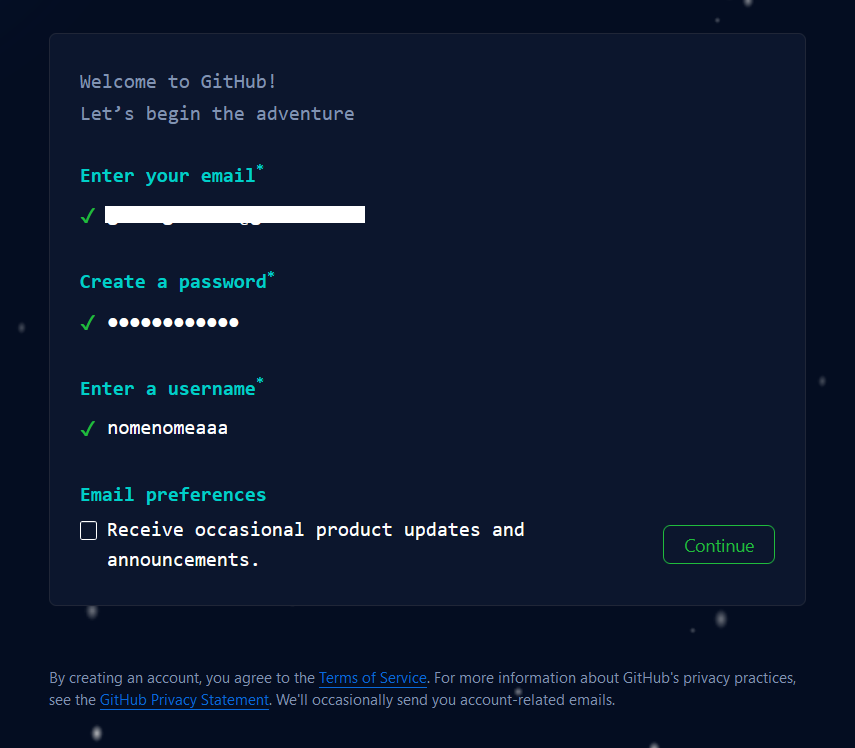 Welcome to GitHub!
Let’s begin the adventure
Enter your email*
✓
Create a password*
✓ ●●●●●●●●●●●●
Enter a username*
✓ nomenomeaaa
Email preferences
Receive occasional product updates and
announcements.
Continue
By creating an account, you agree to the Terms of Service. For more information about GitHub's privacy practices,
see the GitHub Privacy Statement. We'll occasionally send you account-related emails.